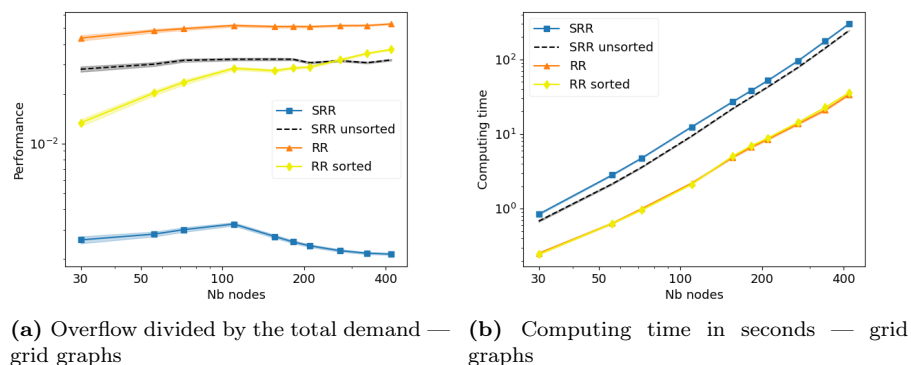 Performance
10⁻²
SRR
SRR unsorted
RR
RR sorted
30
50
100
200
400
Nb nodes
(a) Overflow divided by the total demand —
grid graphs
Computing time
10²
10¹
10⁰
SRR
SRR unsorted
RR
RR sorted
30
50
100
200
400
Nb nodes
(b) Computing time in seconds — grid
graphs